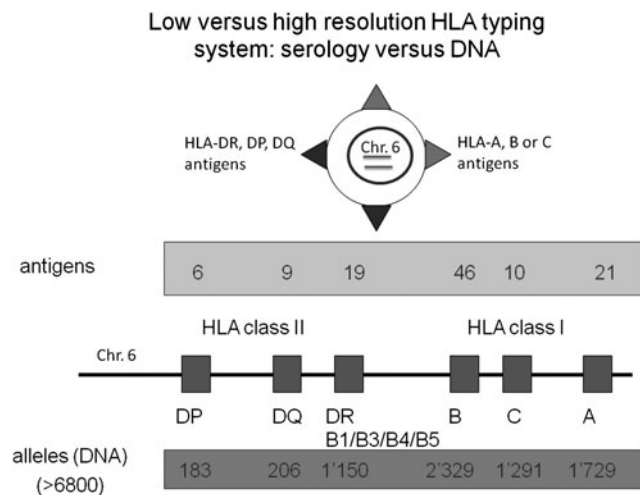 Low versus high resolution HLA typing
system: serology versus DNA
HLA-DR, DP, DQ
antigens
Chr. 6
HLA-A, B or C
antigens
antigens
6 9 19 46 10 21
HLA class II HLA class I
Chr. 6
DP DQ DR B C A
B1/B3/B4/B5
alleles (DNA)
(>6800)
183 206 1'150 2'329 1'291 1'729